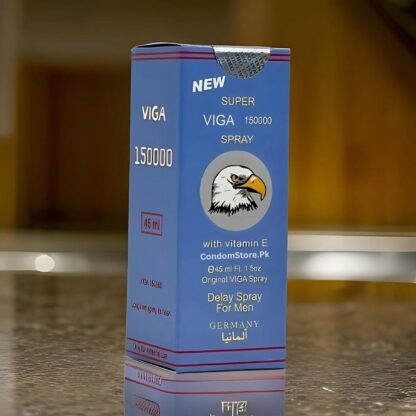 VIGA
150000
45 ml
NEW
SUPER
VIGA 150000
SPRAY
with vitamin E
CondomStore.Pk
℮45 ml Fl. 1.5oz
Original VIGA Spray
Delay Spray
For Men
GERMANY
ألمانيا